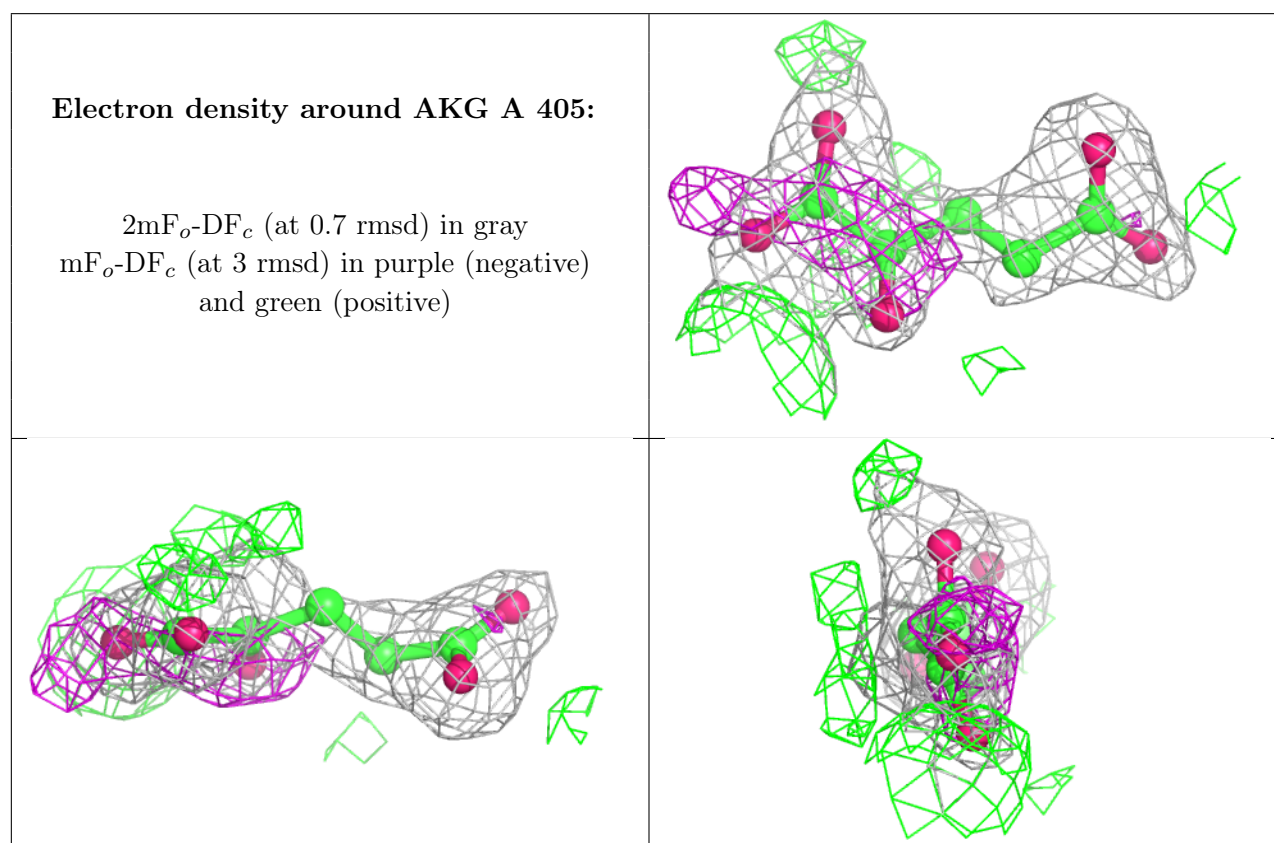 Electron density around AKG A 405:
2mFₒ-DF𝒸 (at 0.7 rmsd) in gray
mFₒ-DF𝒸 (at 3 rmsd) in purple (negative)
and green (positive)